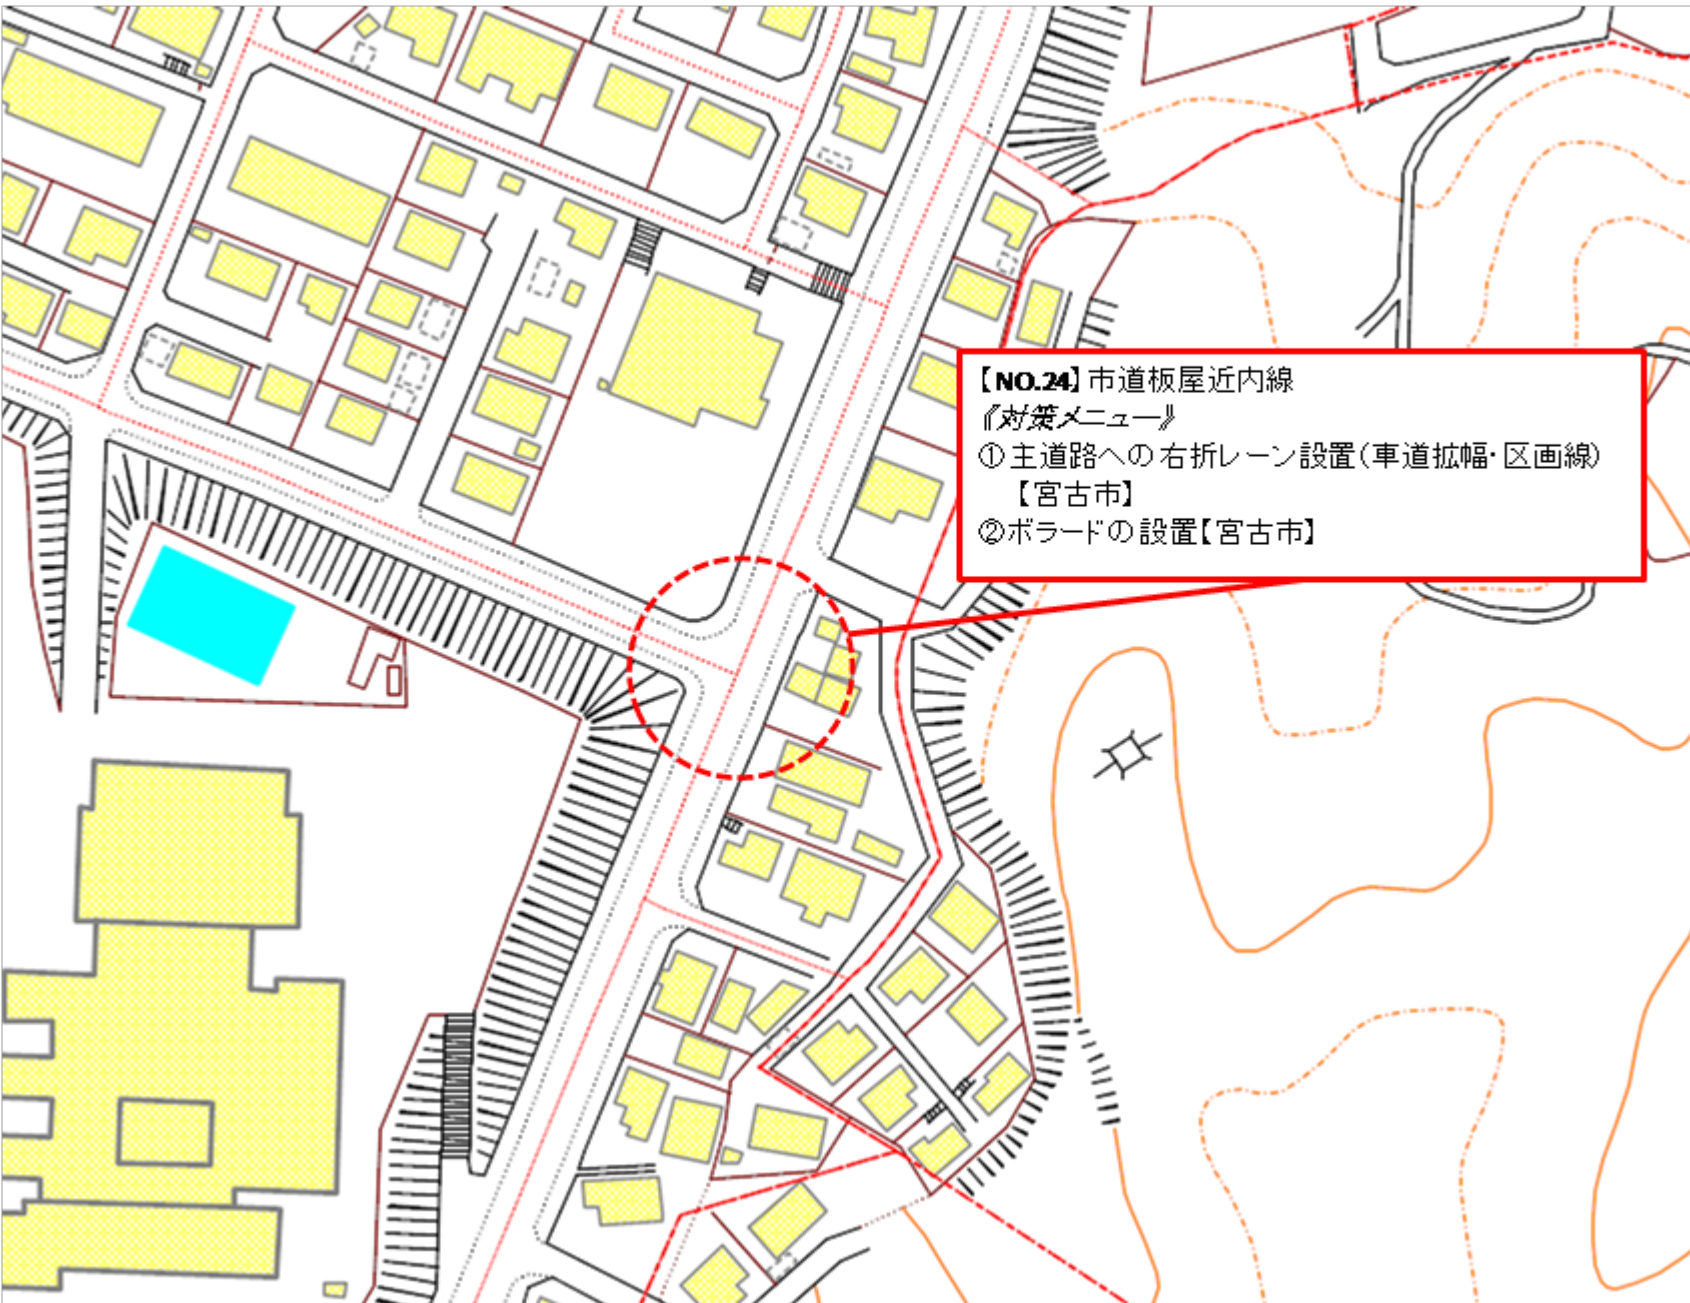 【NO.24】市道板屋近内線
《対策メニュー》
①主道路への右折レーン設置(車道拡幅・区画線)
【宮古市】
②ボラードの設置【宮古市】